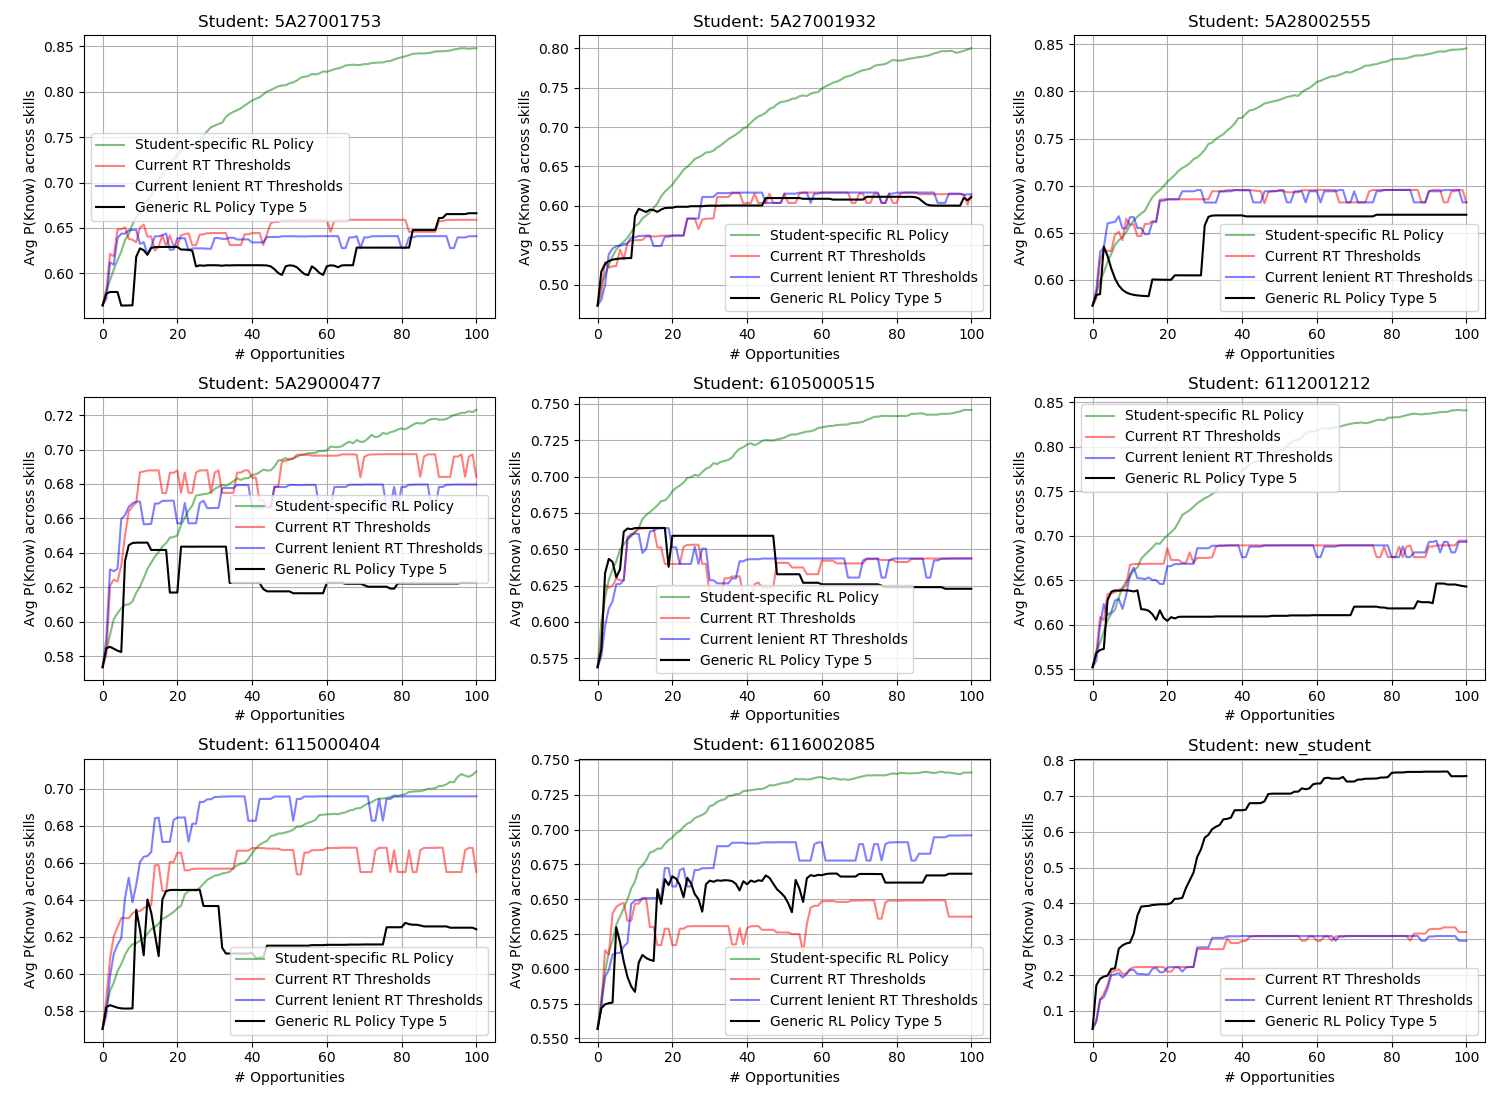 Student: 5A27001753
Avg P(Know) across skills
0.85
0.80
0.75
0.70
0.65
0.60
Student-specific RL Policy
Current RT Thresholds
Current lenient RT Thresholds
Generic RL Policy Type 5
0 20 40 60 80 100
# Opportunities
Student: 5A27001932
Avg P(Know) across skills
0.80
0.75
0.70
0.65
0.60
0.55
0.50
Student-specific RL Policy
Current RT Thresholds
Current lenient RT Thresholds
Generic RL Policy Type 5
0 20 40 60 80 100
# Opportunities
Student: 5A28002555
Avg P(Know) across skills
0.85
0.80
0.75
0.70
0.65
0.60
Student-specific RL Policy
Current RT Thresholds
Current lenient RT Thresholds
Generic RL Policy Type 5
0 20 40 60 80 100
# Opportunities
Student: 5A29000477
Avg P(Know) across skills
0.72
0.70
0.68
0.66
0.64
0.62
0.60
0.58
Student-specific RL Policy
Current RT Thresholds
Current lenient RT Thresholds
Generic RL Policy Type 5
0 20 40 60 80 100
# Opportunities
Student: 6105000515
Avg P(Know) across skills
0.750
0.725
0.700
0.675
0.650
0.625
0.600
0.575
Student-specific RL Policy
Current RT Thresholds
Current lenient RT Thresholds
Generic RL Policy Type 5
0 20 40 60 80 100
# Opportunities
Student: 6112001212
Avg P(Know) across skills
0.85
0.80
0.75
0.70
0.65
0.60
0.55
Student-specific RL Policy
Current RT Thresholds
Current lenient RT Thresholds
Generic RL Policy Type 5
0 20 40 60 80 100
# Opportunities
Student: 6115000404
Avg P(Know) across skills
0.70
0.68
0.66
0.64
0.62
0.60
0.58
Student-specific RL Policy
Current RT Thresholds
Current lenient RT Thresholds
Generic RL Policy Type 5
0 20 40 60 80 100
# Opportunities
Student: 6116002085
Avg P(Know) across skills
0.750
0.725
0.700
0.675
0.650
0.625
0.600
0.575
0.550
Student-specific RL Policy
Current RT Thresholds
Current lenient RT Thresholds
Generic RL Policy Type 5
0 20 40 60 80 100
# Opportunities
Student: new_student
Avg P(Know) across skills
0.8
0.7
0.6
0.5
0.4
0.3
0.2
0.1
Current RT Thresholds
Current lenient RT Thresholds
Generic RL Policy Type 5
0 20 40 60 80 100
# Opportunities